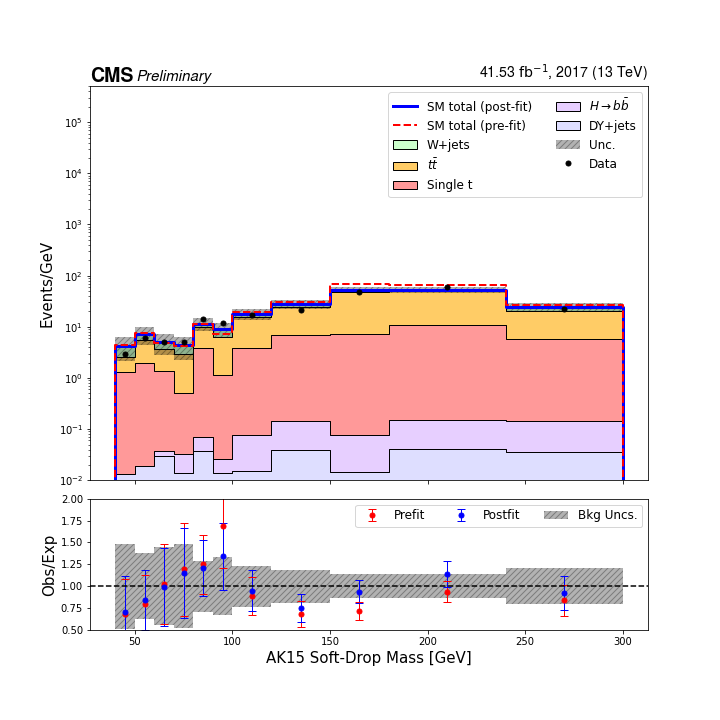 CMS Preliminary 41.53 fb⁻¹, 2017 (13 TeV)
SM total (post-fit) H→bb̄
SM total (pre-fit) DY+jets
W+jets Unc.
tt̄ Data
Single t
Events/GeV
10⁵
10⁴
10³
10²
10¹
10⁰
10⁻¹
10⁻²
Prefit Postfit Bkg Uncs.
Obs/Exp
2.00
1.75
1.50
1.25
1.00
0.75
0.50
50 100 150 200 250 300
AK15 Soft-Drop Mass [GeV]